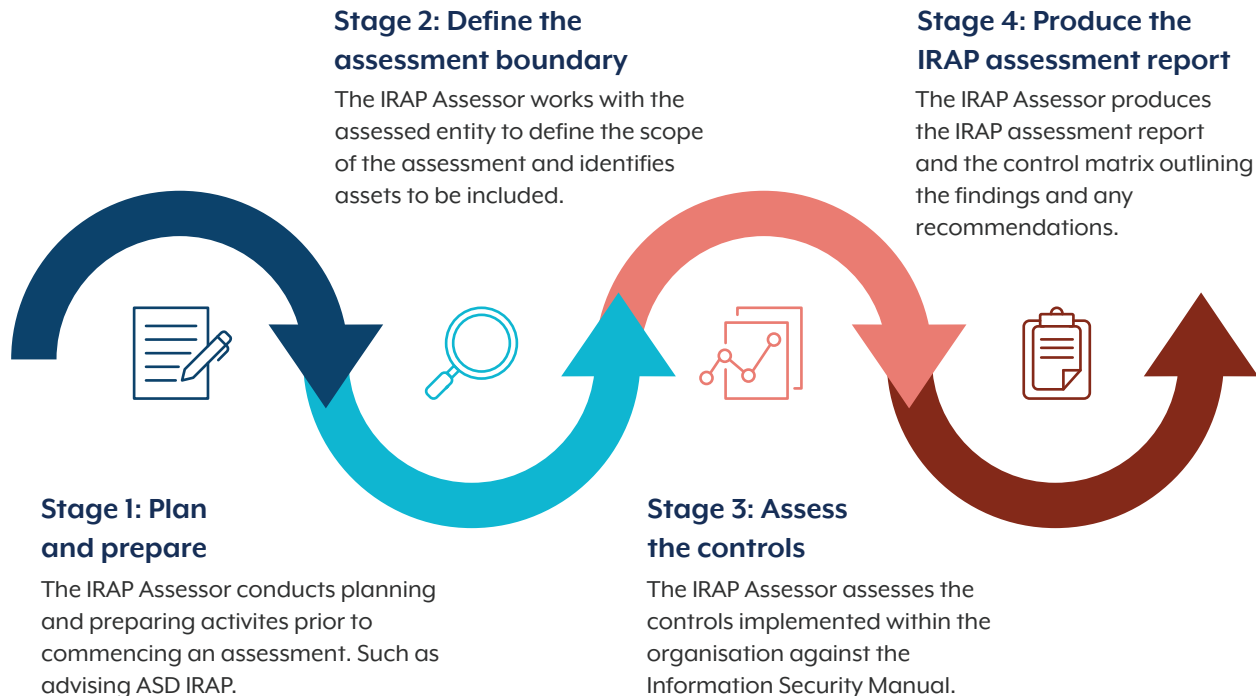 Stage 1: Plan
and prepare
The IRAP Assessor conducts planning
and preparing activites prior to
commencing an assessment. Such as
advising ASD IRAP.
Stage 2: Define the
assessment boundary
The IRAP Assessor works with the
assessed entity to define the scope
of the assessment and identifies
assets to be included.
Stage 3: Assess
the controls
The IRAP Assessor assesses the
controls implemented within the
organisation against the
Information Security Manual.
Stage 4: Produce the
IRAP assessment report
The IRAP Assessor produces
the IRAP assessment report
and the control matrix outlining
the findings and any
recommendations.